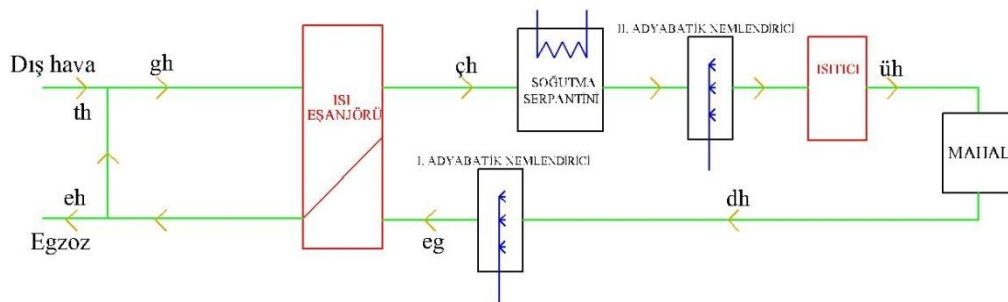 II. ADYABATİK NEMLENDİRİCİ
Dış hava
gh
çh
üh
th
ISI
EŞANJÖRÜ
SOĞUTMA
SERPANTİNİ
ISITICI
MAHAL
I. ADYABATİK NEMLENDİRİCİ
eh
dh
Egzoz
eg